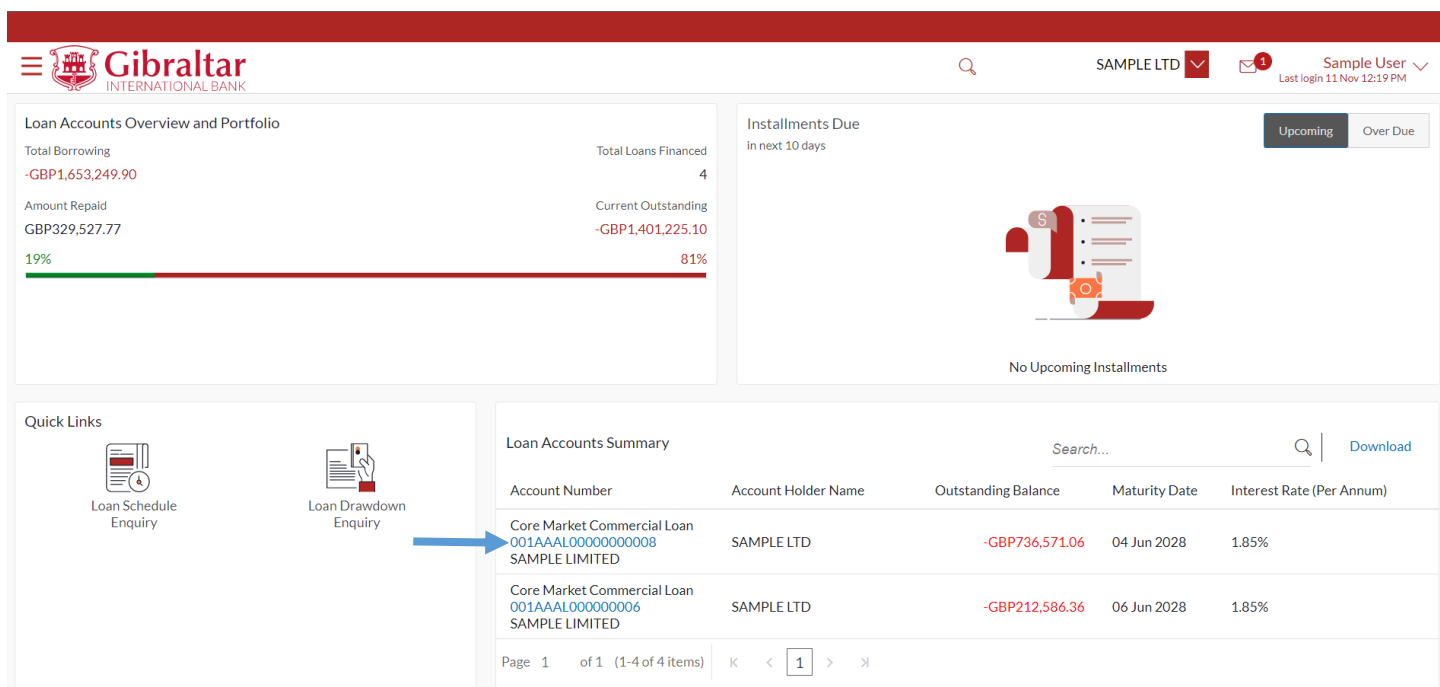 Gibraltar
INTERNATIONAL BANK
SAMPLE LTD
1
Sample User
Last login 11 Nov 12:19 PM
Loan Accounts Overview and Portfolio
Total Borrowing
Total Loans Financed
-GBP1,653,249.90
4
Amount Repaid
Current Outstanding
GBP329,527.77
-GBP1,401,225.10
19%
81%
Installments Due
in next 10 days
Upcoming
Over Due
S
No Upcoming Installments
Quick Links
Loan Schedule
Enquiry
Loan Drawdown
Enquiry
Loan Accounts Summary
Search...
Download
Account Number
Account Holder Name
Outstanding Balance
Maturity Date
Interest Rate (Per Annum)
Core Market Commercial Loan
001AAAL00000000008
SAMPLE LIMITED
SAMPLE LTD
-GBP736,571.06
04 Jun 2028
1.85%
Core Market Commercial Loan
001AAAL000000006
SAMPLE LIMITED
SAMPLE LTD
-GBP212,586.36
06 Jun 2028
1.85%
Page 1 of 1 (1-4 of 4 items)
1